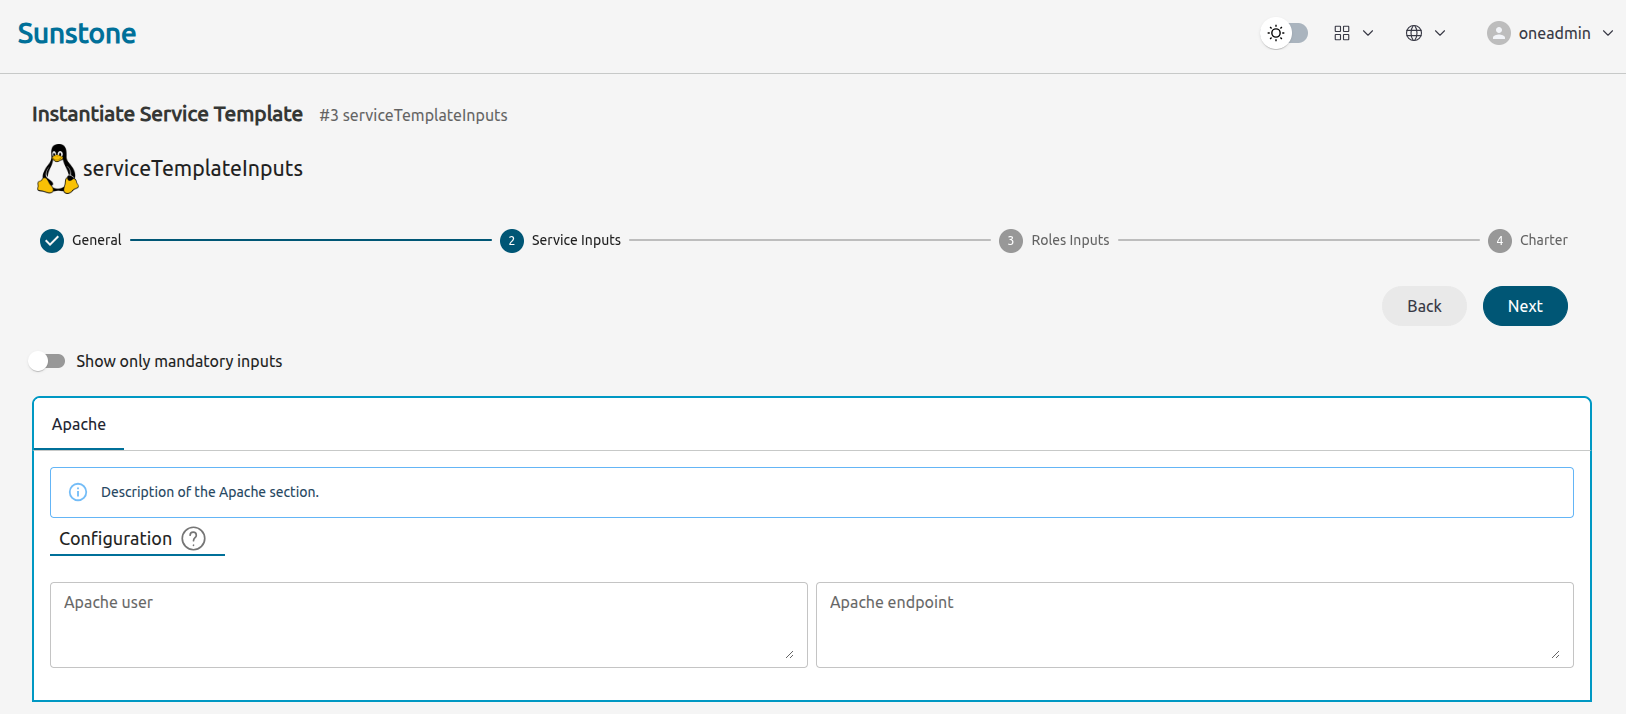 Sunstone
oneadmin
Instantiate Service Template #3 serviceTemplateInputs
serviceTemplateInputs
General 2 Service Inputs 3 Roles Inputs 4 Charter
Back Next
Show only mandatory inputs
Apache
Description of the Apache section.
Configuration ?
Apache user Apache endpoint